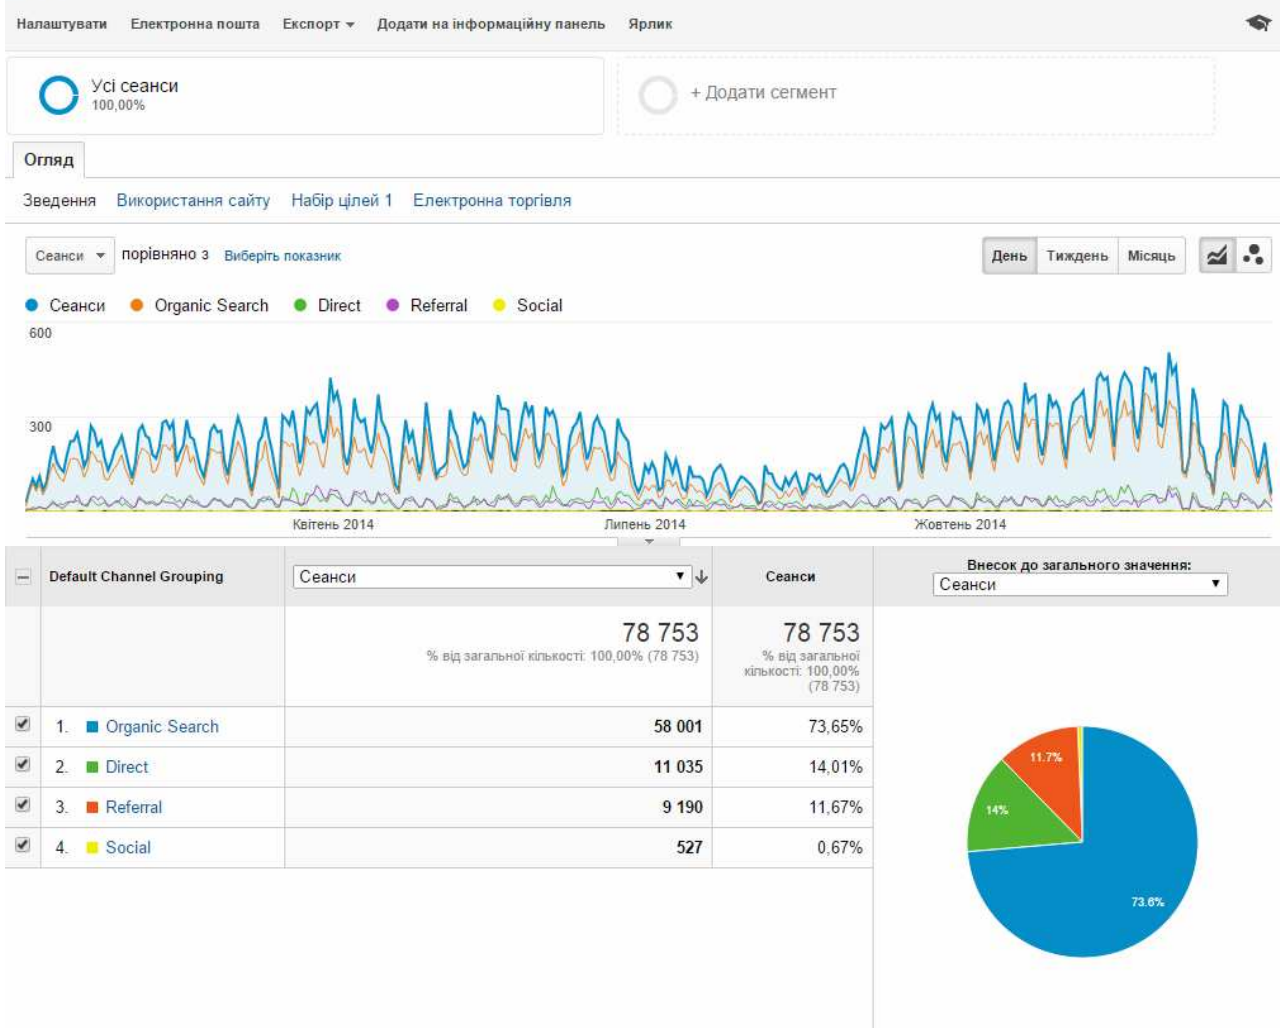 Налаштувати Електронна пошта Експорт Додати на інформаційну панель Ярлик
Усі сеанси
100,00%
+ Додати сегмент
Огляд
Зведення Використання сайту Набір цілей 1 Електронна торгівля
Сеанси порівняно з Виберіть показник День Тиждень Місяць
Сеанси Organic Search Direct Referral Social
600
300
Квітень 2014 Липень 2014 Жовтень 2014
Default Channel Grouping Сеанси Сеанси
Внесок до загального значення:
Сеанси
78 753
% від загальної кількості: 100,00% (78 753)
78 753
% від загальної
кількості: 100,00%
(78 753)
1. Organic Search 58 001 73,65%
2. Direct 11 035 14,01%
3. Referral 9 190 11,67%
4. Social 527 0,67%
11.7%
14%
73.6%